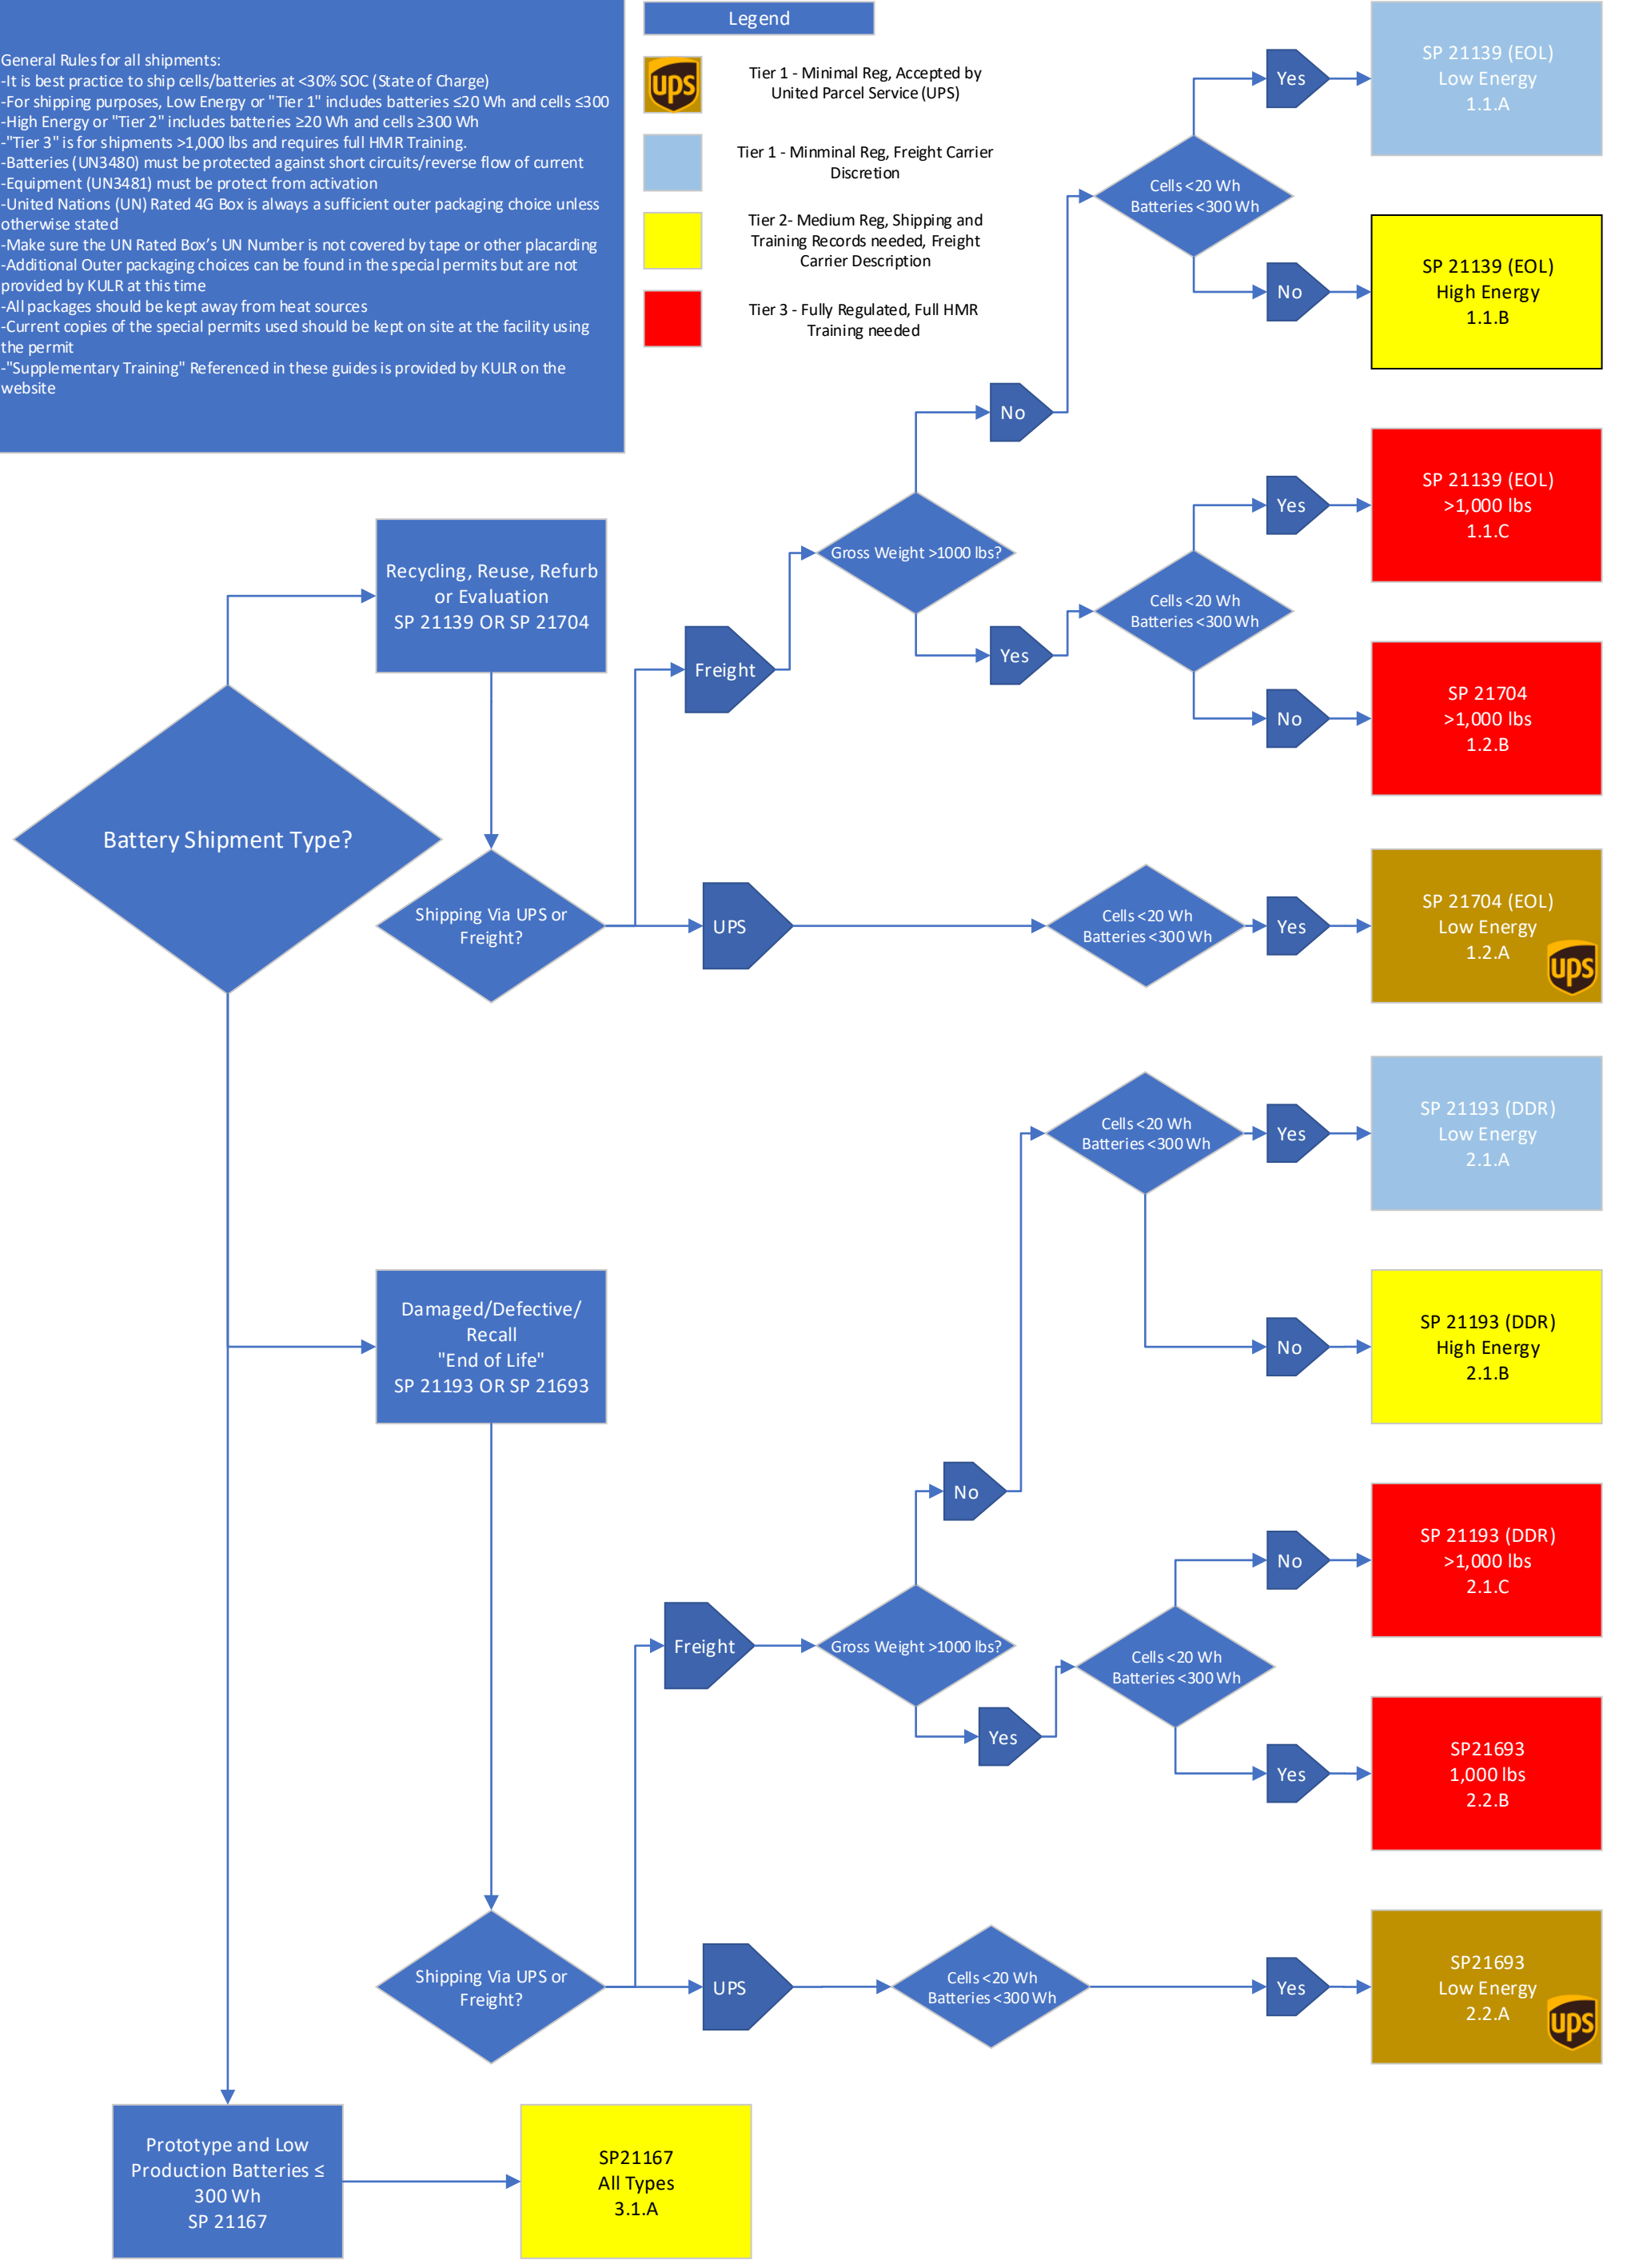 General Rules for all shipments:
-It is best practice to ship cells/batteries at <30% SOC (State of Charge)
-For shipping purposes, Low Energy or "Tier 1" includes batteries ≤20 Wh and cells ≤300
-High Energy or "Tier 2" includes batteries ≥20 Wh and cells ≥300 Wh
-"Tier 3" is for shipments >1,000 lbs and requires full HMR Training.
-Batteries (UN3480) must be protected against short circuits/reverse flow of current
-Equipment (UN3481) must be protect from activation
-United Nations (UN) Rated 4G Box is always a sufficient outer packaging choice unless
otherwise stated
-Make sure the UN Rated Box's UN Number is not covered by tape or other placarding
-Additional Outer packaging choices can be found in the special permits but are not
provided by KULR at this time
-All packages should be kept away from heat sources
-Current copies of the special permits used should be kept on site at the facility using
the permit
-"Supplementary Training" Referenced in these guides is provided by KULR on the
website
Legend
ups
Tier 1 - Minimal Reg, Accepted by
United Parcel Service (UPS)
Tier 1 - Minminal Reg, Freight Carrier
Discretion
Tier 2- Medium Reg, Shipping and
Training Records needed, Freight
Carrier Description
Tier 3 - Fully Regulated, Full HMR
Training needed
Battery Shipment Type?
Recycling, Reuse, Refurb
or Evaluation
SP 21139 OR SP 21704
Shipping Via UPS or
Freight?
Freight
Gross Weight >1000 lbs?
No
Cells <20 Wh
Batteries <300 Wh
Yes
SP 21139 (EOL)
Low Energy
1.1.A
No
SP 21139 (EOL)
High Energy
1.1.B
Yes
Cells <20 Wh
Batteries <300 Wh
Yes
SP 21139 (EOL)
>1,000 lbs
1.1.C
No
SP 21704
>1,000 lbs
1.2.B
UPS
Cells <20 Wh
Batteries <300 Wh
Yes
SP 21704 (EOL)
Low Energy
1.2.A
ups
Damaged/Defective/
Recall
"End of Life"
SP 21193 OR SP 21693
Shipping Via UPS or
Freight?
Freight
Gross Weight >1000 lbs?
No
Cells <20 Wh
Batteries <300 Wh
Yes
SP 21193 (DDR)
Low Energy
2.1.A
No
SP 21193 (DDR)
High Energy
2.1.B
Yes
Cells <20 Wh
Batteries <300 Wh
No
SP 21193 (DDR)
>1,000 lbs
2.1.C
Yes
SP21693
1,000 lbs
2.2.B
UPS
Cells <20 Wh
Batteries <300 Wh
Yes
SP21693
Low Energy
2.2.A
ups
Prototype and Low
Production Batteries ≤
300 Wh
SP 21167
SP21167
All Types
3.1.A